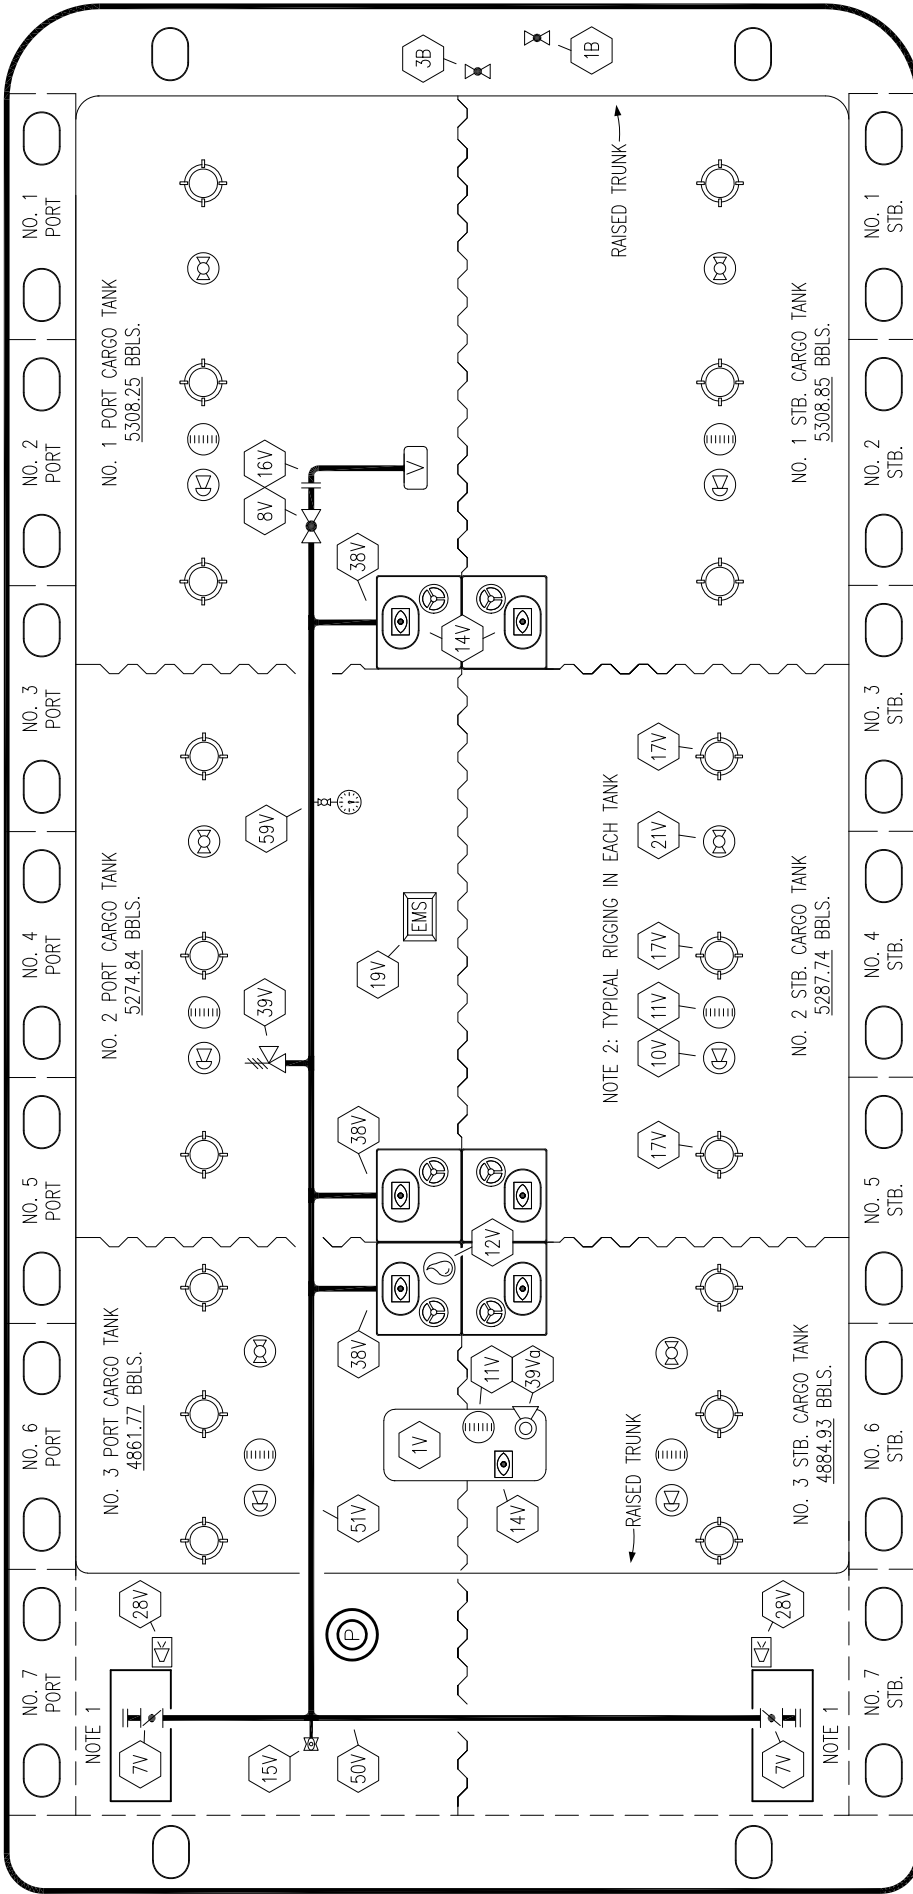 3B
1B
NO. 1
PORT
NO. 2
PORT
NO. 3
PORT
NO. 4
PORT
NO. 5
PORT
NO. 6
PORT
NO. 7
PORT
NO. 1 PORT CARGO TANK
5308.25 BBLS.
NO. 2 PORT CARGO TANK
5274.84 BBLS.
NO. 3 PORT CARGO TANK
4861.77 BBLS.
RAISED TRUNK
16V
8V
V
38V
14V
59V
19V
EMS
39V
38V
12V
38V
11V
39Va
1V
14V
51V
RAISED TRUNK
P
28V
NOTE 1
7V
15V
50V
28V
7V
NOTE 1
NOTE 2: TYPICAL RIGGING IN EACH TANK
17V
21V
17V
11V
10V
17V
NO. 1 STB. CARGO TANK
5308.85 BBLS.
NO. 2 STB. CARGO TANK
5287.74 BBLS.
NO. 3 STB. CARGO TANK
4884.93 BBLS.
NO. 1
STB.
NO. 2
STB.
NO. 3
STB.
NO. 4
STB.
NO. 5
STB.
NO. 6
STB.
NO. 7
STB.